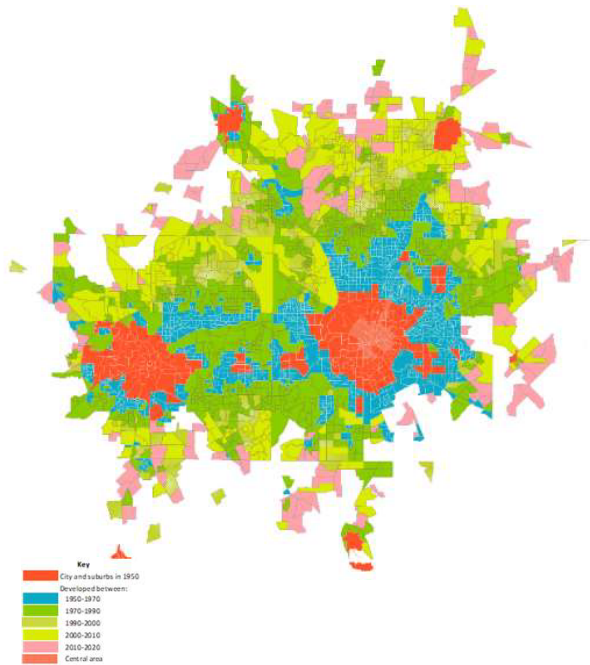 Key
City and suburbs in 1950
Developed between:
1950-1970
1970-1990
1990-2000
2000-2010
2010-2020
Central area